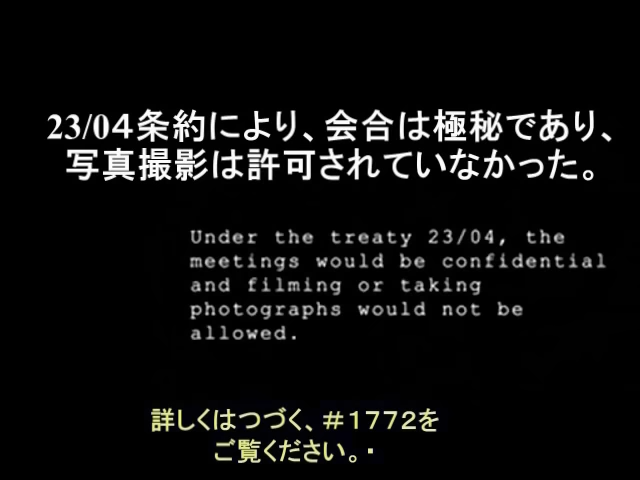 23/0４条約により、会合は極秘であり、
写真撮影は許可されていなかった。
Under the treaty 23/04, the
meetings would be confidential
and filming or taking
photographs would not be
allowed.
詳しくはつづく、＃１７７２を
ご覧ください。・